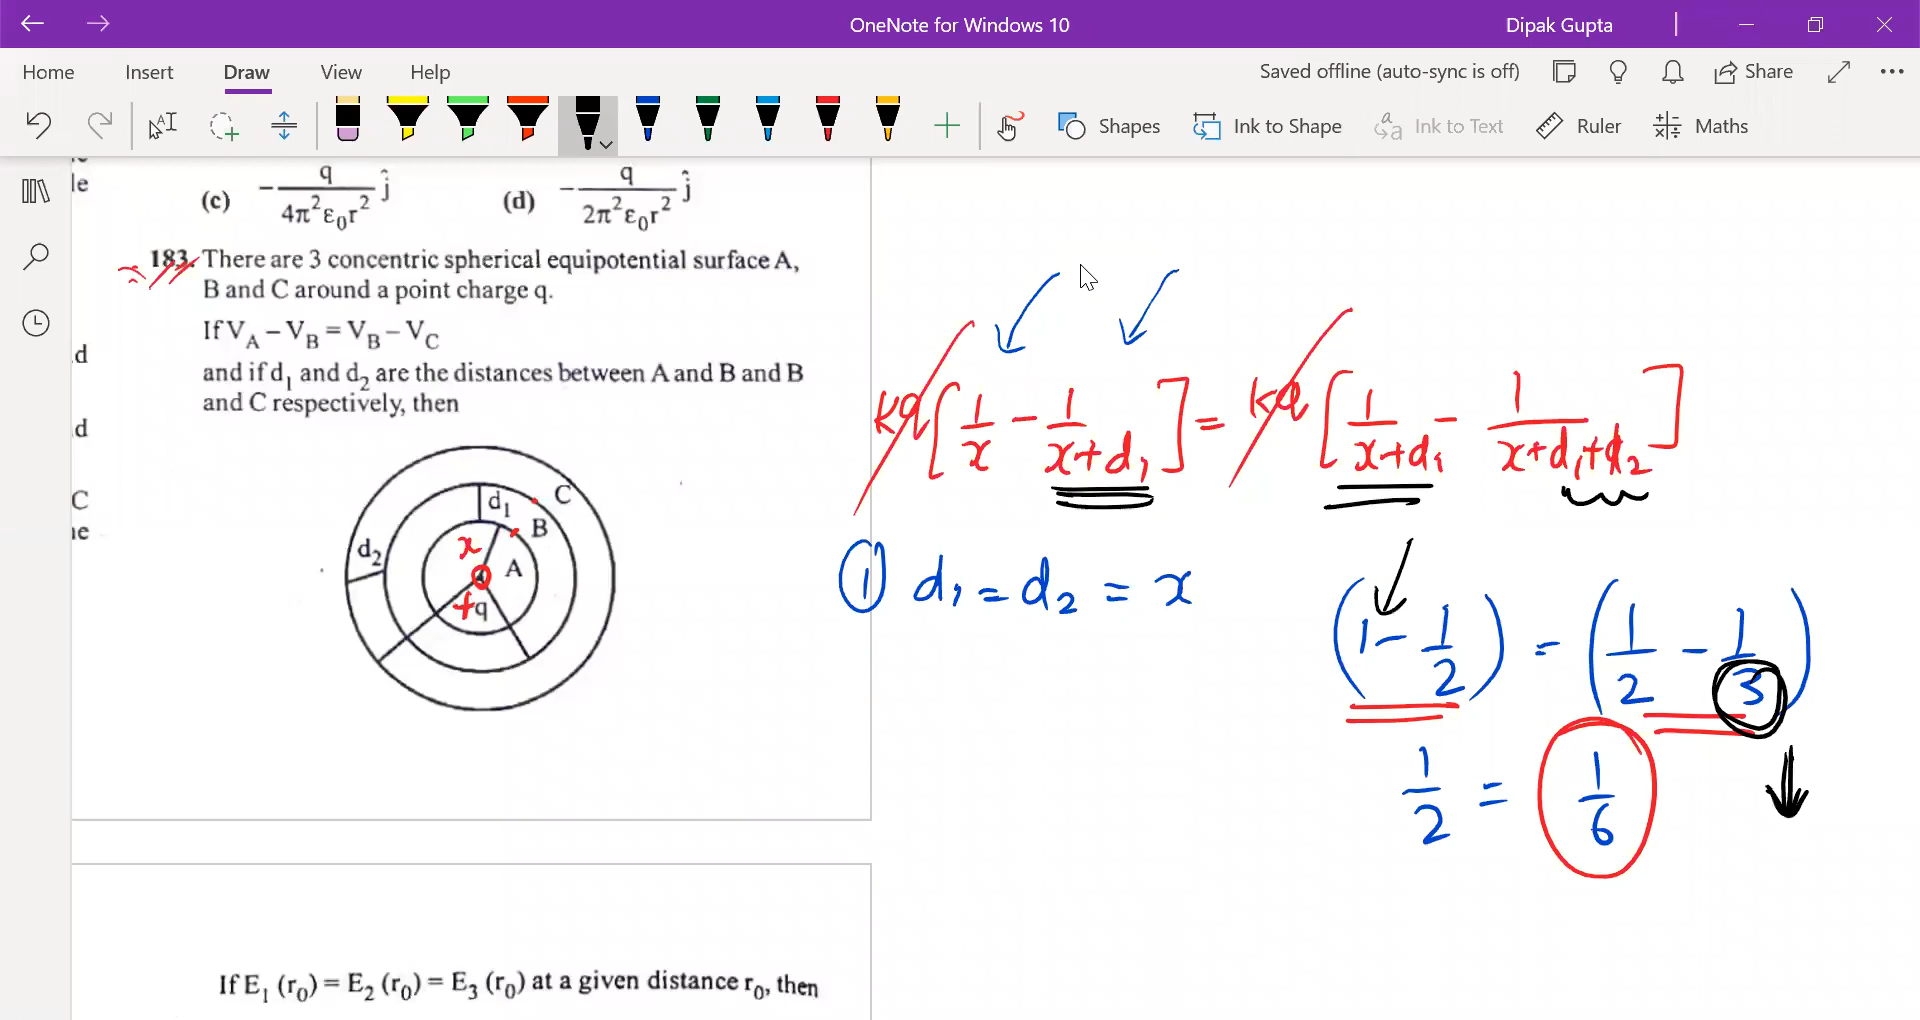 OneNote for Windows 10
Dipak Gupta
Home Insert Draw View Help
Saved offline (auto-sync is off)
Share
Shapes
Ink to Shape
Ink to Text
Ruler
Maths
le
(c) -q/4π²ε₀r² ĵ (d) -q/2π²ε₀r² ĵ
183. There are 3 concentric spherical equipotential surface A,
B and C around a point charge q.
If V_A – V_B = V_B – V_C
and if d₁ and d₂ are the distances between A and B and B
and C respectively, then
d
d
C
ne
d₁ C
B
d₂ x
A
+q
kq [1/x - 1/(x+d₁)] = kq [1/(x+d₁) - 1/(x+d₁+d₂)]
① d₁ = d₂ = x
(1 - 1/2) = (1/2 - 1/3)
1/2 = 1/6
If E₁ (r₀) = E₂ (r₀) = E₃ (r₀) at a given distance r₀, then